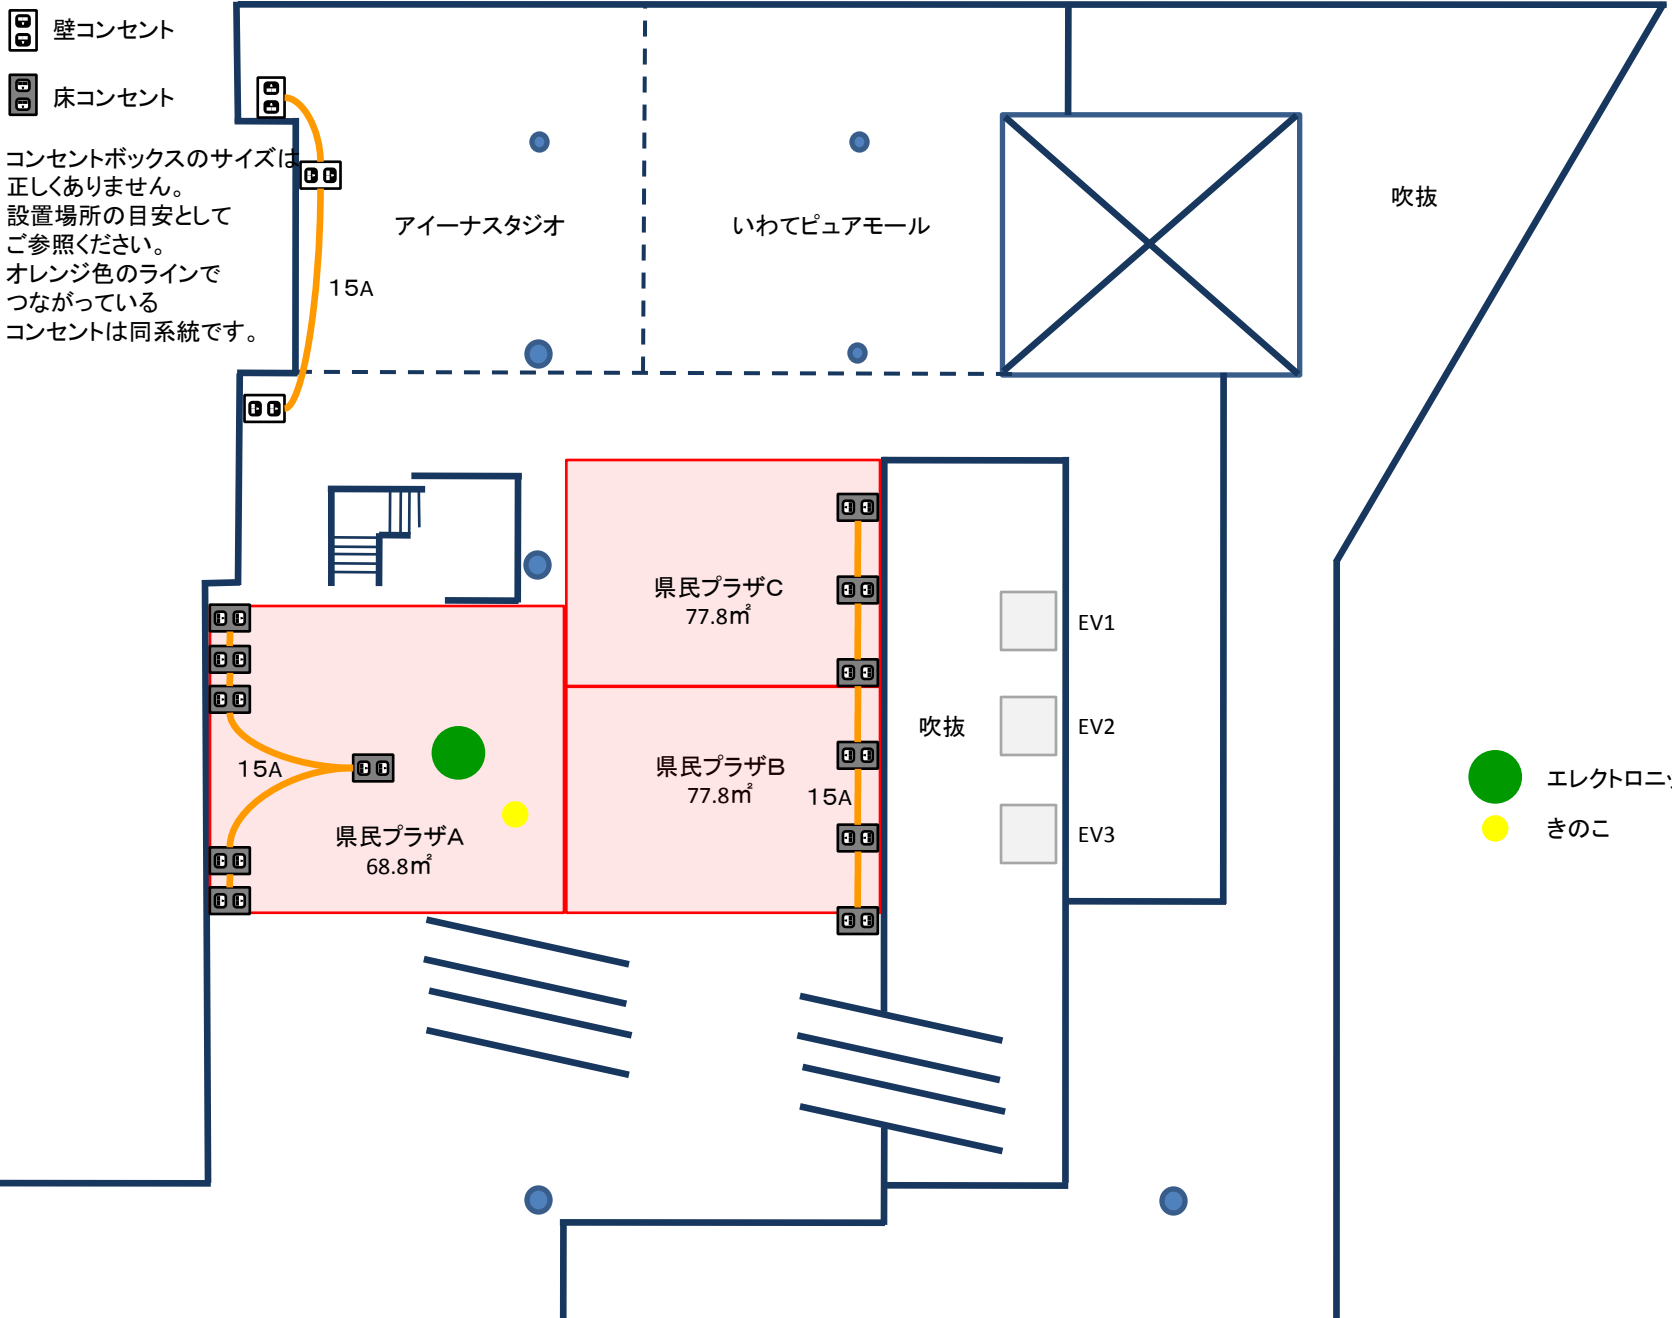 壁コンセント
床コンセント
コンセントボックスのサイズは
正しくありません。
設置場所の目安として
ご参照ください。
オレンジ色のラインで
つながっている
コンセントは同系統です。
15A
アイーナスタジオ
いわてピュアモール
吹抜
県民プラザC
77.8㎡
県民プラザB
77.8㎡
15A
15A
県民プラザA
68.8㎡
吹抜
EV1
EV2
EV3
エレクトロニッ
きのこ